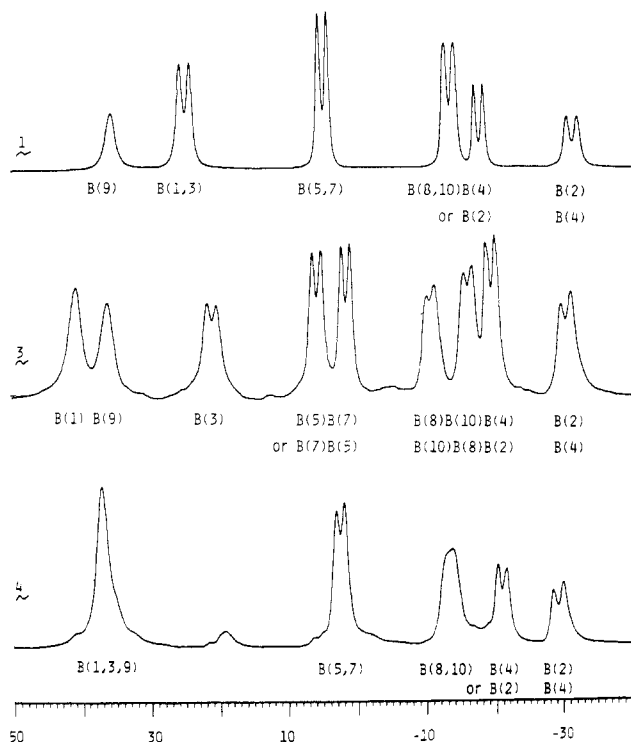 1
B(9) B(1,3) B(5,7) B(8,10)B(4) B(2)
or B(2) B(4)
3
B(1) B(9) B(3) B(5)B(7) B(8)B(10)B(4) B(2)
or B(7)B(5) B(10)B(8)B(2) B(4)
4
B(1,3,9) B(5,7) B(8,10) B(4) B(2)
or B(2) B(4)
50 30 10 -10 -30